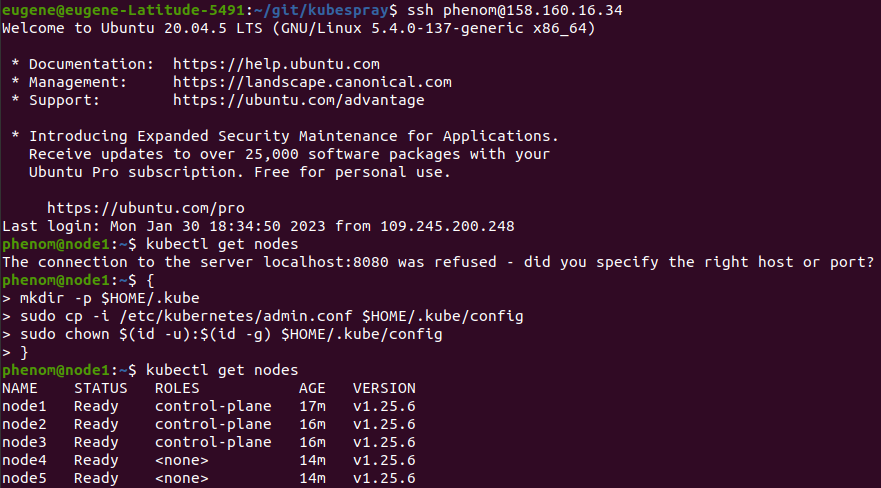 eugene@eugene-Latitude-5491:~/git/kubespray$ ssh phenom@158.160.16.34
Welcome to Ubuntu 20.04.5 LTS (GNU/Linux 5.4.0-137-generic x86_64)

 * Documentation:  https://help.ubuntu.com
 * Management:     https://landscape.canonical.com
 * Support:        https://ubuntu.com/advantage

 * Introducing Expanded Security Maintenance for Applications.
   Receive updates to over 25,000 software packages with your
   Ubuntu Pro subscription. Free for personal use.

     https://ubuntu.com/pro
Last login: Mon Jan 30 18:34:50 2023 from 109.245.200.248
phenom@node1:~$ kubectl get nodes
The connection to the server localhost:8080 was refused - did you specify the right host or port?
phenom@node1:~$ {
> mkdir -p $HOME/.kube
> sudo cp -i /etc/kubernetes/admin.conf $HOME/.kube/config
> sudo chown $(id -u):$(id -g) $HOME/.kube/config
> }
phenom@node1:~$ kubectl get nodes
NAME    STATUS   ROLES           AGE   VERSION
node1   Ready    control-plane   17m   v1.25.6
node2   Ready    control-plane   16m   v1.25.6
node3   Ready    control-plane   16m   v1.25.6
node4   Ready    <none>          14m   v1.25.6
node5   Ready    <none>          14m   v1.25.6